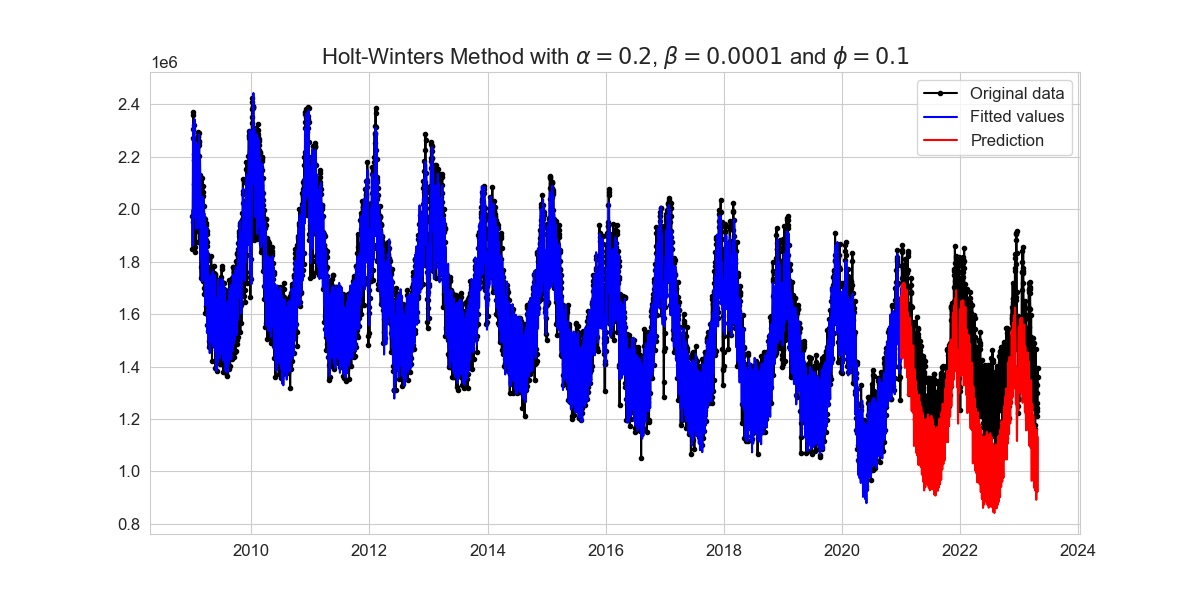 Holt-Winters Method with α = 0.2, β = 0.0001 and ϕ = 0.1
1e6
Original data
Fitted values
Prediction
2.4
2.2
2.0
1.8
1.6
1.4
1.2
1.0
0.8
2010 2012 2014 2016 2018 2020 2022 2024